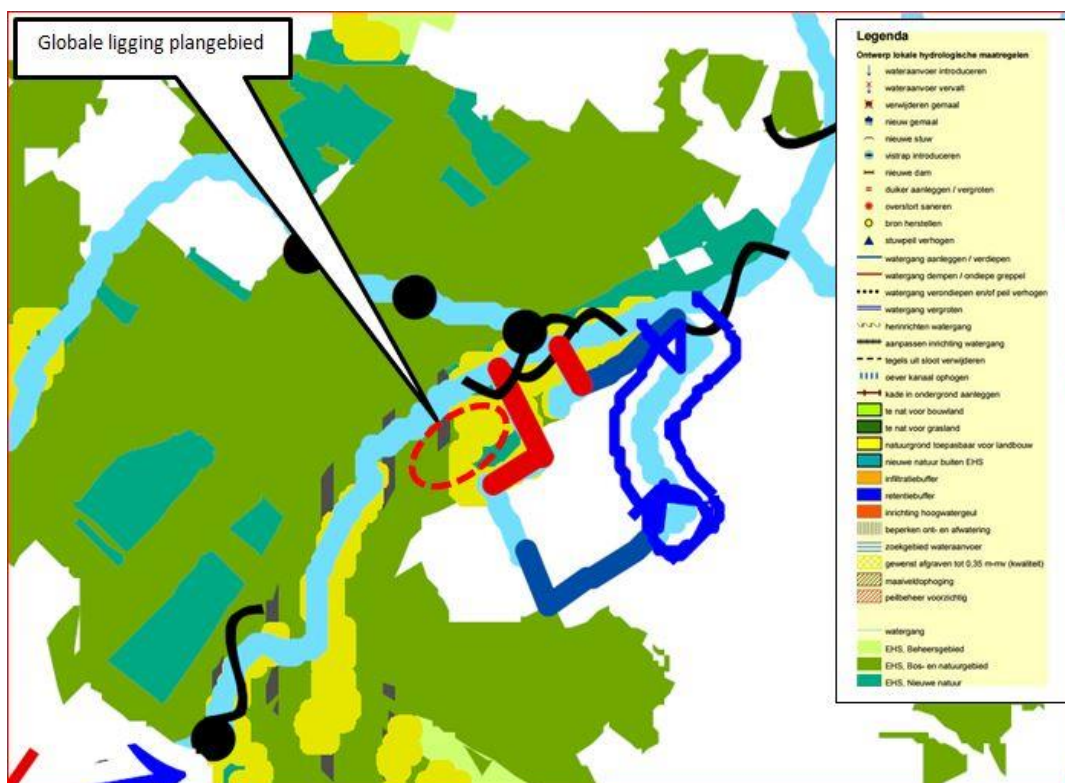 Globale ligging plangebied
Legenda
Ontwerp lokale hydrologische maatregelen
wateraanvoer introduceren
wateraanvoer vervalt
verwijderen gemaal
nieuw gemaal
nieuwe stuw
vistrap introduceren
nieuwe dam
duiker aanleggen / vergroten
overstort saneren
bron herstellen
stuwpeil verhogen
watergang aanleggen / verdiepen
watergang dempen / ondiepe greppel
watergang verondiepen en/of peil verhogen
watergang vergroten
herinrichten watergang
aanpassen inrichting watergang
tegels uit sloot verwijderen
oever kanaal ophogen
kade in ondergrond aanleggen
te nat voor bouwland
te nat voor grasland
natuurgrond toepasbaar voor landbouw
nieuwe natuur buiten EHS
infiltratiebuffer
retentiebuffer
inrichting hoogwatergeul
beperken ont- en afwatering
zoekgebied wateraanvoer
gewenst afgraven tot 0,35 m-mv (kwaliteit)
maaiveldophoging
peilbeheer voorzichtig
watergang
EHS, Beheersgebied
EHS, Bos- en natuurgebied
EHS, Nieuwe natuur